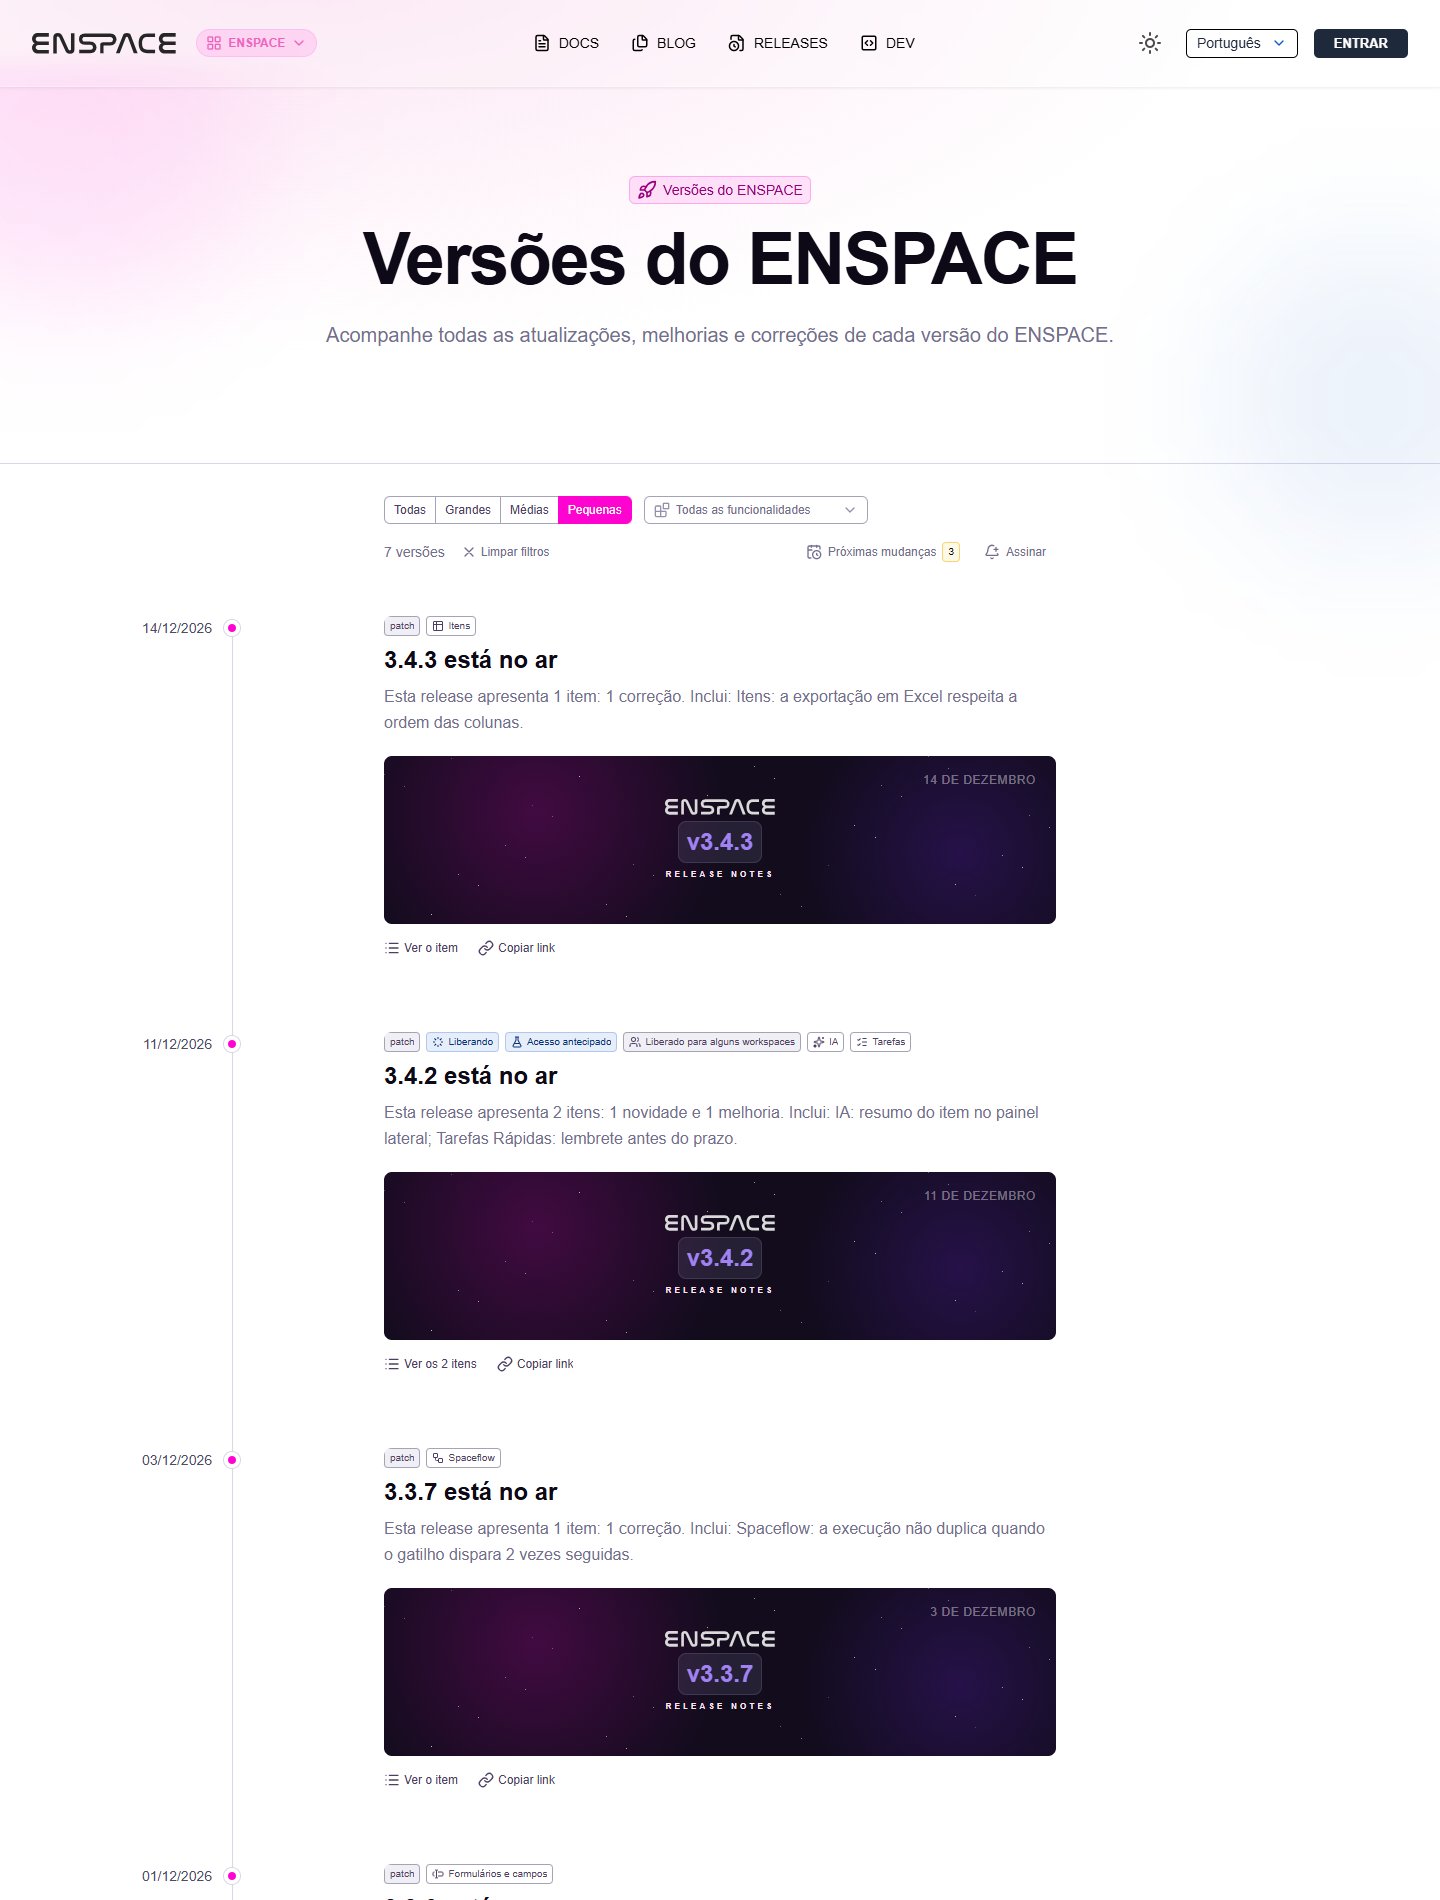 ENSPACE
ENSPACE
DOCS
BLOG
RELEASES
DEV
Português
ENTRAR
Versões do ENSPACE
Versões do ENSPACE
Acompanhe todas as atualizações, melhorias e correções de cada versão do ENSPACE.
Todas
Grandes
Médias
Pequenas
Todas as funcionalidades
7 versões
Limpar filtros
Próximas mudanças 3
Assinar
14/12/2026
patch
Itens
3.4.3 está no ar
Esta release apresenta 1 item: 1 correção. Inclui: Itens: a exportação em Excel respeita a
ordem das colunas.
14 DE DEZEMBRO
ENSPACE
v3.4.3
RELEASE NOTES
Ver o item
Copiar link
11/12/2026
patch
Liberando
Acesso antecipado
Liberado para alguns workspaces
IA
Tarefas
3.4.2 está no ar
Esta release apresenta 2 itens: 1 novidade e 1 melhoria. Inclui: IA: resumo do item no painel
lateral; Tarefas Rápidas: lembrete antes do prazo.
11 DE DEZEMBRO
ENSPACE
v3.4.2
RELEASE NOTES
Ver os 2 itens
Copiar link
03/12/2026
patch
Spaceflow
3.3.7 está no ar
Esta release apresenta 1 item: 1 correção. Inclui: Spaceflow: a execução não duplica quando
o gatilho dispara 2 vezes seguidas.
3 DE DEZEMBRO
ENSPACE
v3.3.7
RELEASE NOTES
Ver o item
Copiar link
01/12/2026
patch
Formulários e campos